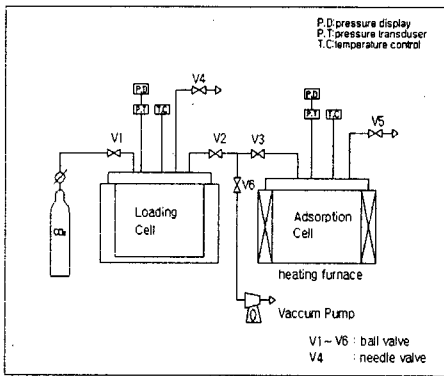 P.D:pressure display
P.T:pressure transduser
T.C:temperature control
P.D
P.T
T.C
V4
P.D
P.T
T.C
V5
V1
V2
V3
V6
CO₂
Loading
Cell
Adsorption
Cell
heating furnace
Vaccum Pump
V1~V6 : ball valve
V4 : needle valve